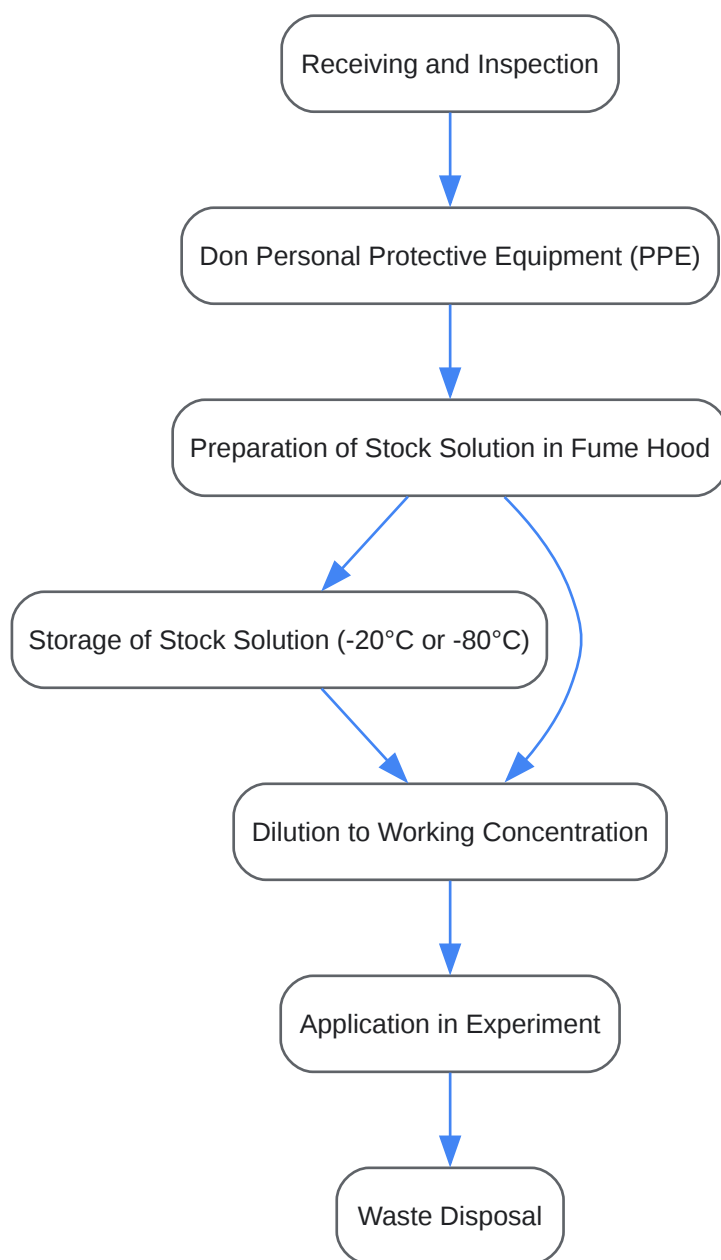 Receiving and Inspection
Don Personal Protective Equipment (PPE)
Preparation of Stock Solution in Fume Hood
Storage of Stock Solution (-20°C or -80°C)
Dilution to Working Concentration
Application in Experiment
Waste Disposal